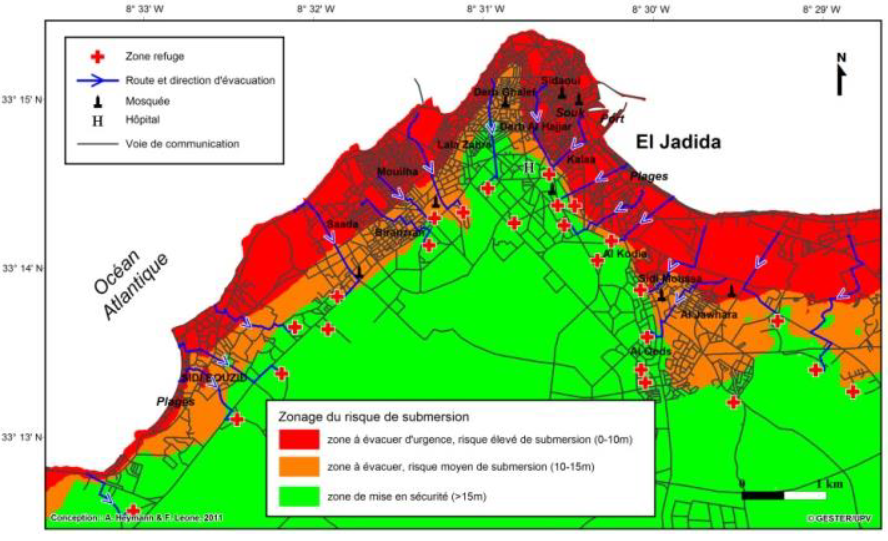 8° 33' W
8° 32' W
8° 31' W
8° 30' W
8° 29' W
Zone refuge
Route et direction d'évacuation
Mosquée
H Hôpital
Voie de communication
N
33° 15' N
33° 14' N
33° 13' N
Sidaoui
Derb Ghalef
Souk
Port
Derb Al Hajjar
El Jadida
Lala Zahra
Kalaa
H
Plages
Mouilha
Saada
Biranzran
Océan
Atlantique
Al Kodia
Sidi Moussa
Al Jawhara
Al Qods
SIDI BOUZID
Plages
Zonage du risque de submersion
zone à évacuer d'urgence, risque élevé de submersion (0-10m)
zone à évacuer, risque moyen de submersion (10-15m)
zone de mise en sécurité (>15m)
0 1 km
Conception : A. Heymann & F. Leone, 2011
© GESTER/UPV